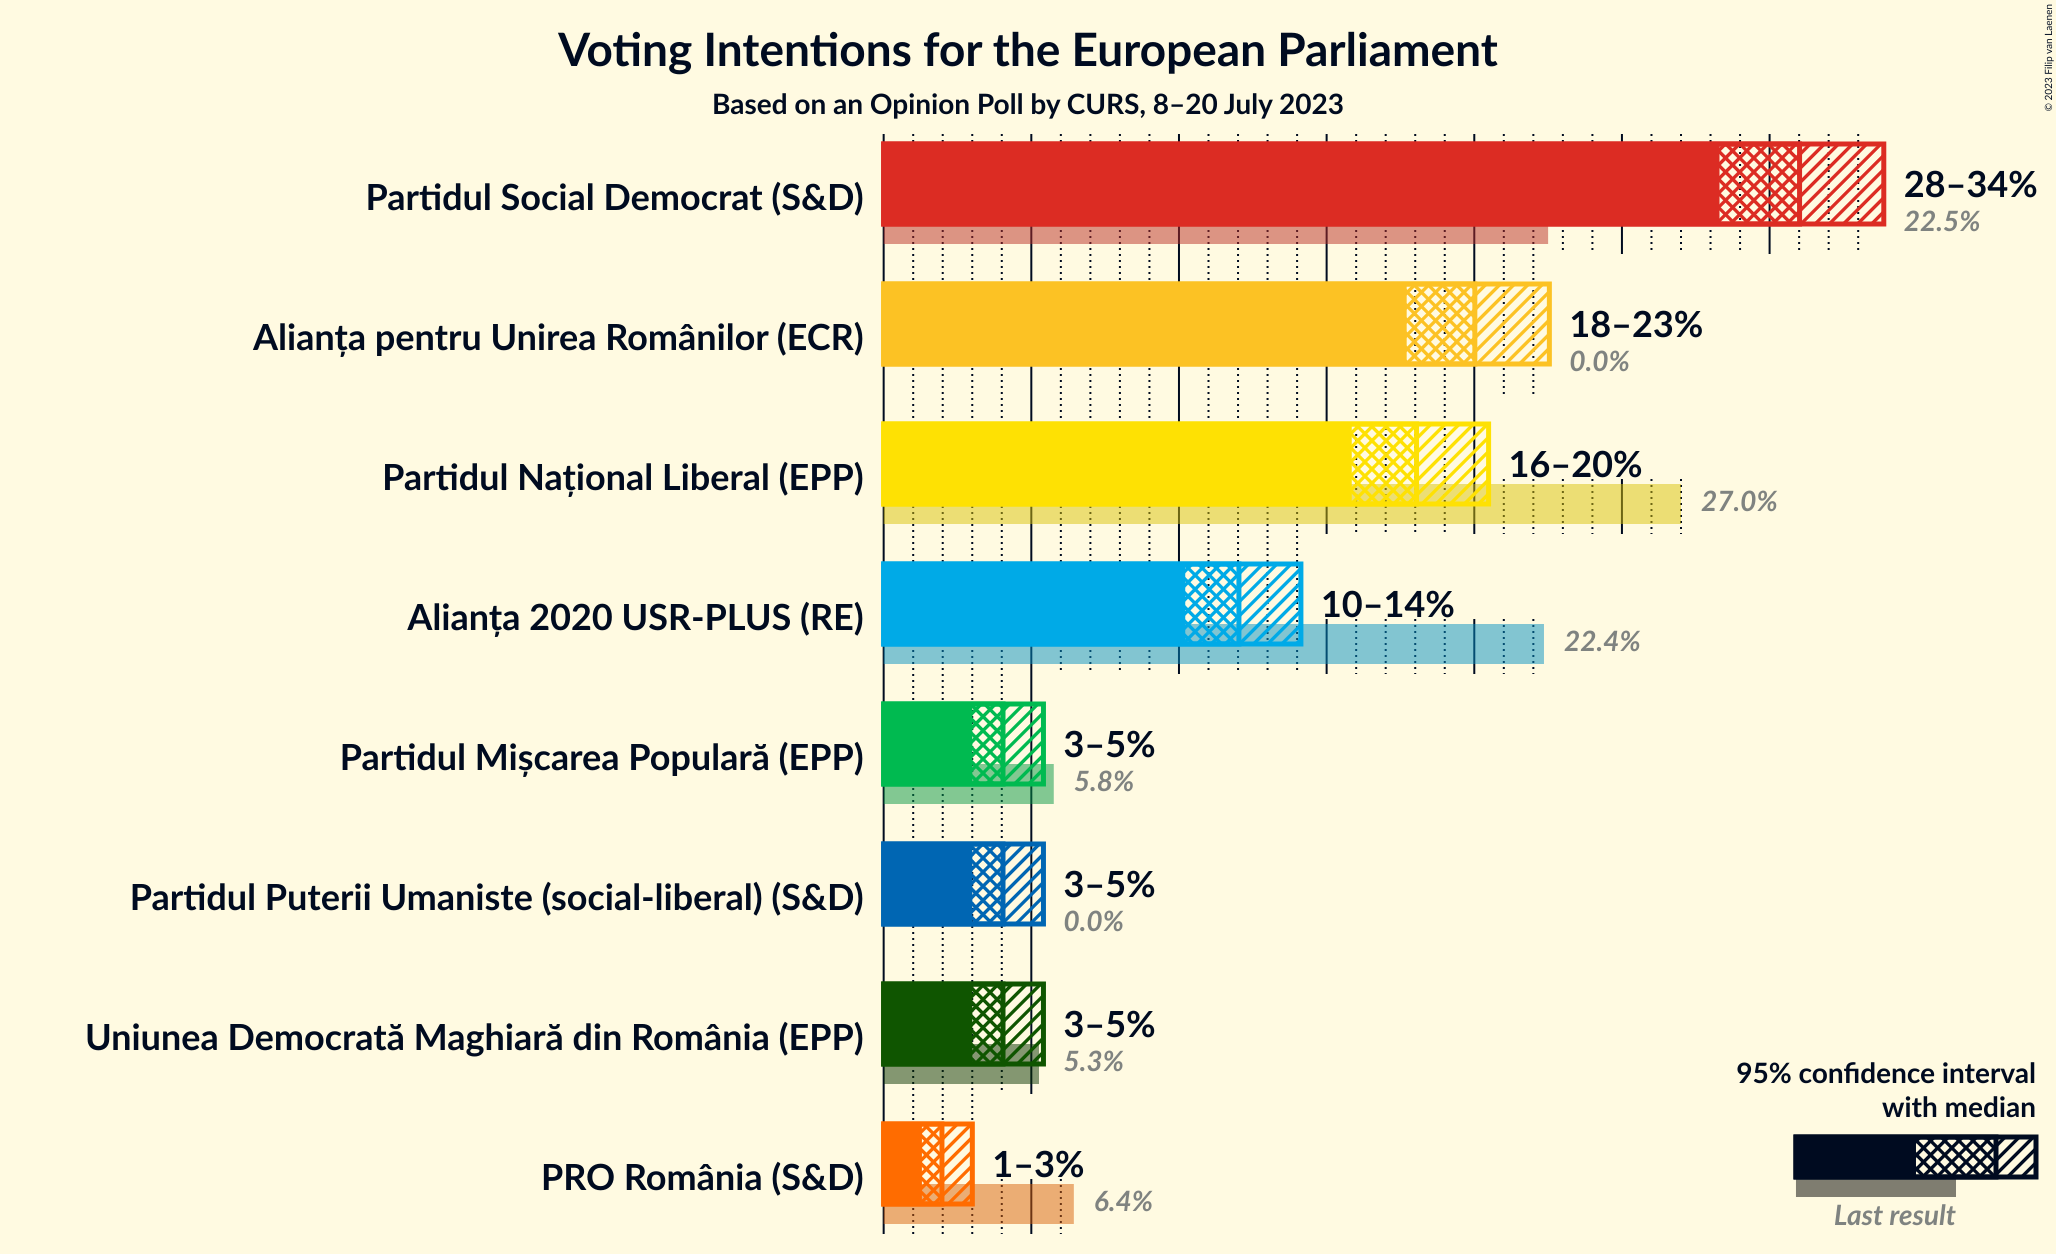 Voting Intentions for the European Parliament
Based on an Opinion Poll by CURS, 8–20 July 2023
© 2023 Filip van Laenen
Partidul Social Democrat (S&D)
28–34%
22.5%
Alianța pentru Unirea Românilor (ECR)
18–23%
0.0%
Partidul Național Liberal (EPP)
16–20%
27.0%
Alianța 2020 USR-PLUS (RE)
10–14%
22.4%
Partidul Mișcarea Populară (EPP)
3–5%
5.8%
Partidul Puterii Umaniste (social-liberal) (S&D)
3–5%
0.0%
Uniunea Democrată Maghiară din România (EPP)
3–5%
5.3%
PRO România (S&D)
1–3%
6.4%
95% confidence interval
with median
Last result